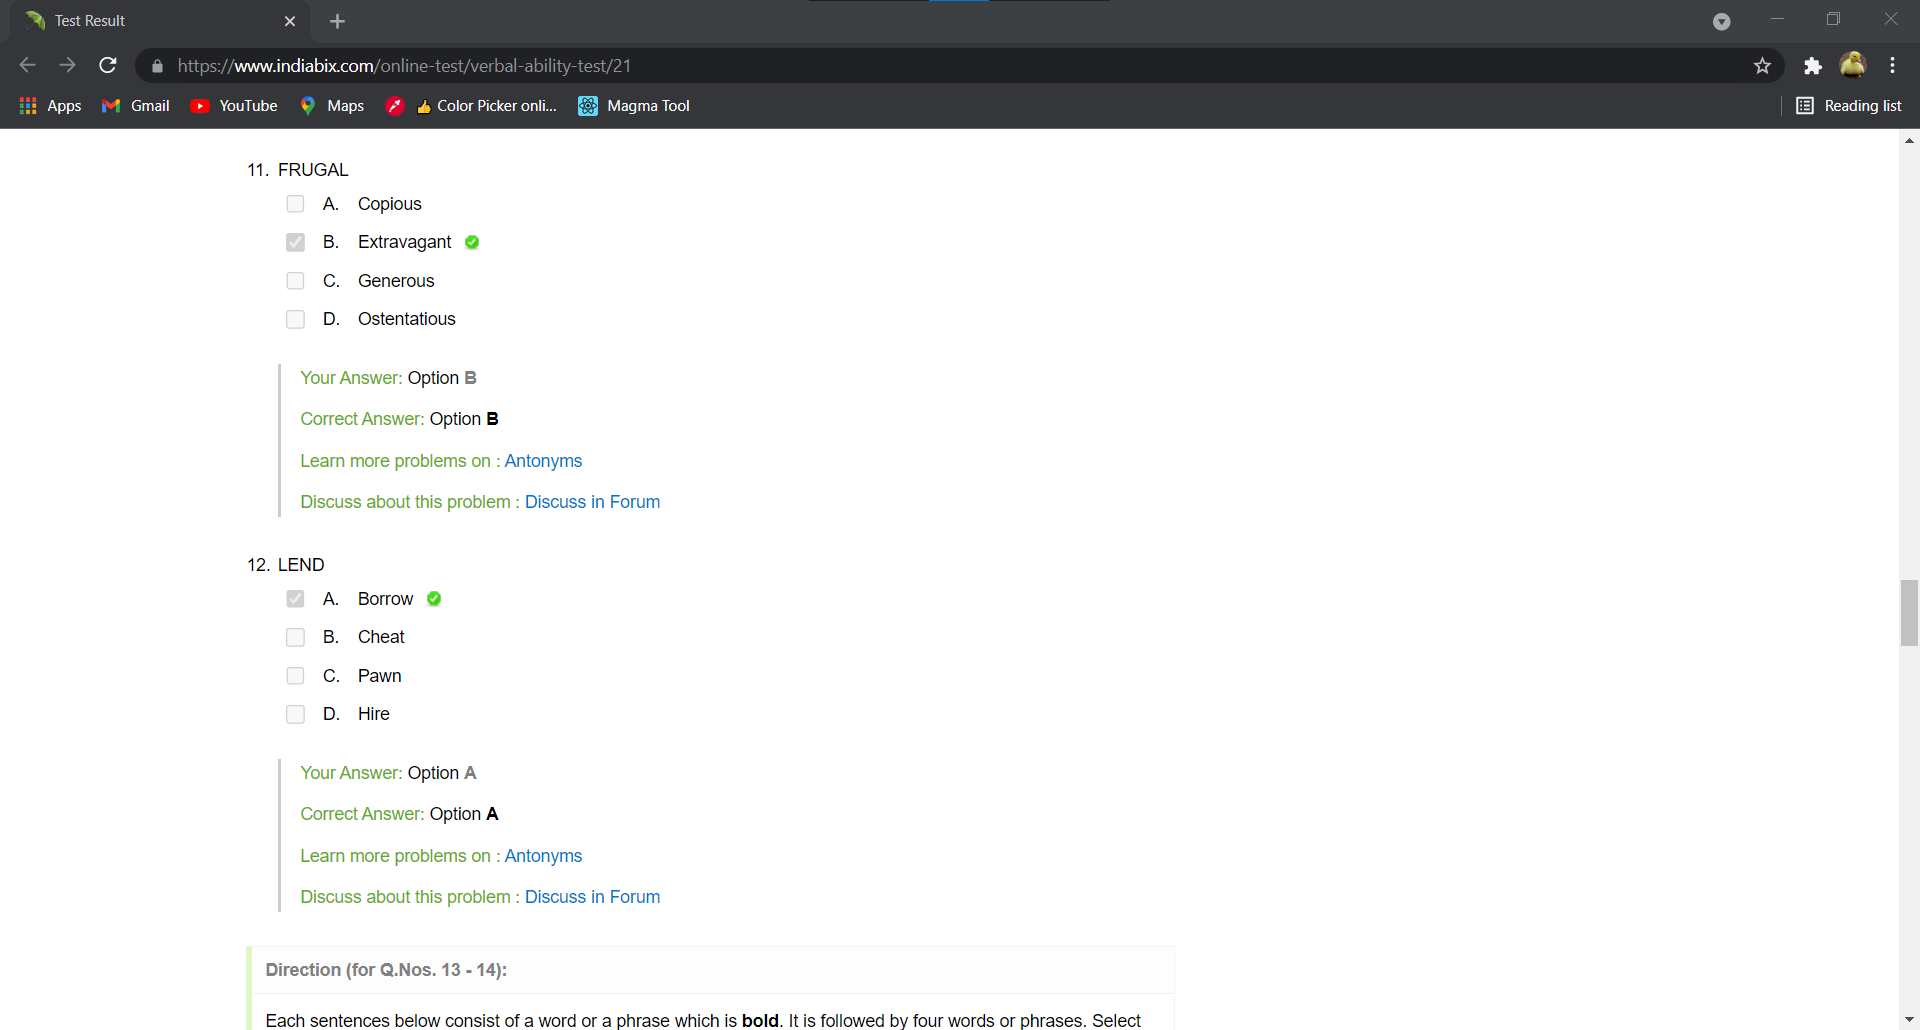 Test Result
https://www.indiabix.com/online-test/verbal-ability-test/21
Apps Gmail YouTube Maps Color Picker onli... Magma Tool Reading list
11. FRUGAL
A. Copious
B. Extravagant
C. Generous
D. Ostentatious
Your Answer: Option B
Correct Answer: Option B
Learn more problems on : Antonyms
Discuss about this problem : Discuss in Forum
12. LEND
A. Borrow
B. Cheat
C. Pawn
D. Hire
Your Answer: Option A
Correct Answer: Option A
Learn more problems on : Antonyms
Discuss about this problem : Discuss in Forum
Direction (for Q.Nos. 13 - 14):
Each sentences below consist of a word or a phrase which is bold. It is followed by four words or phrases. Select